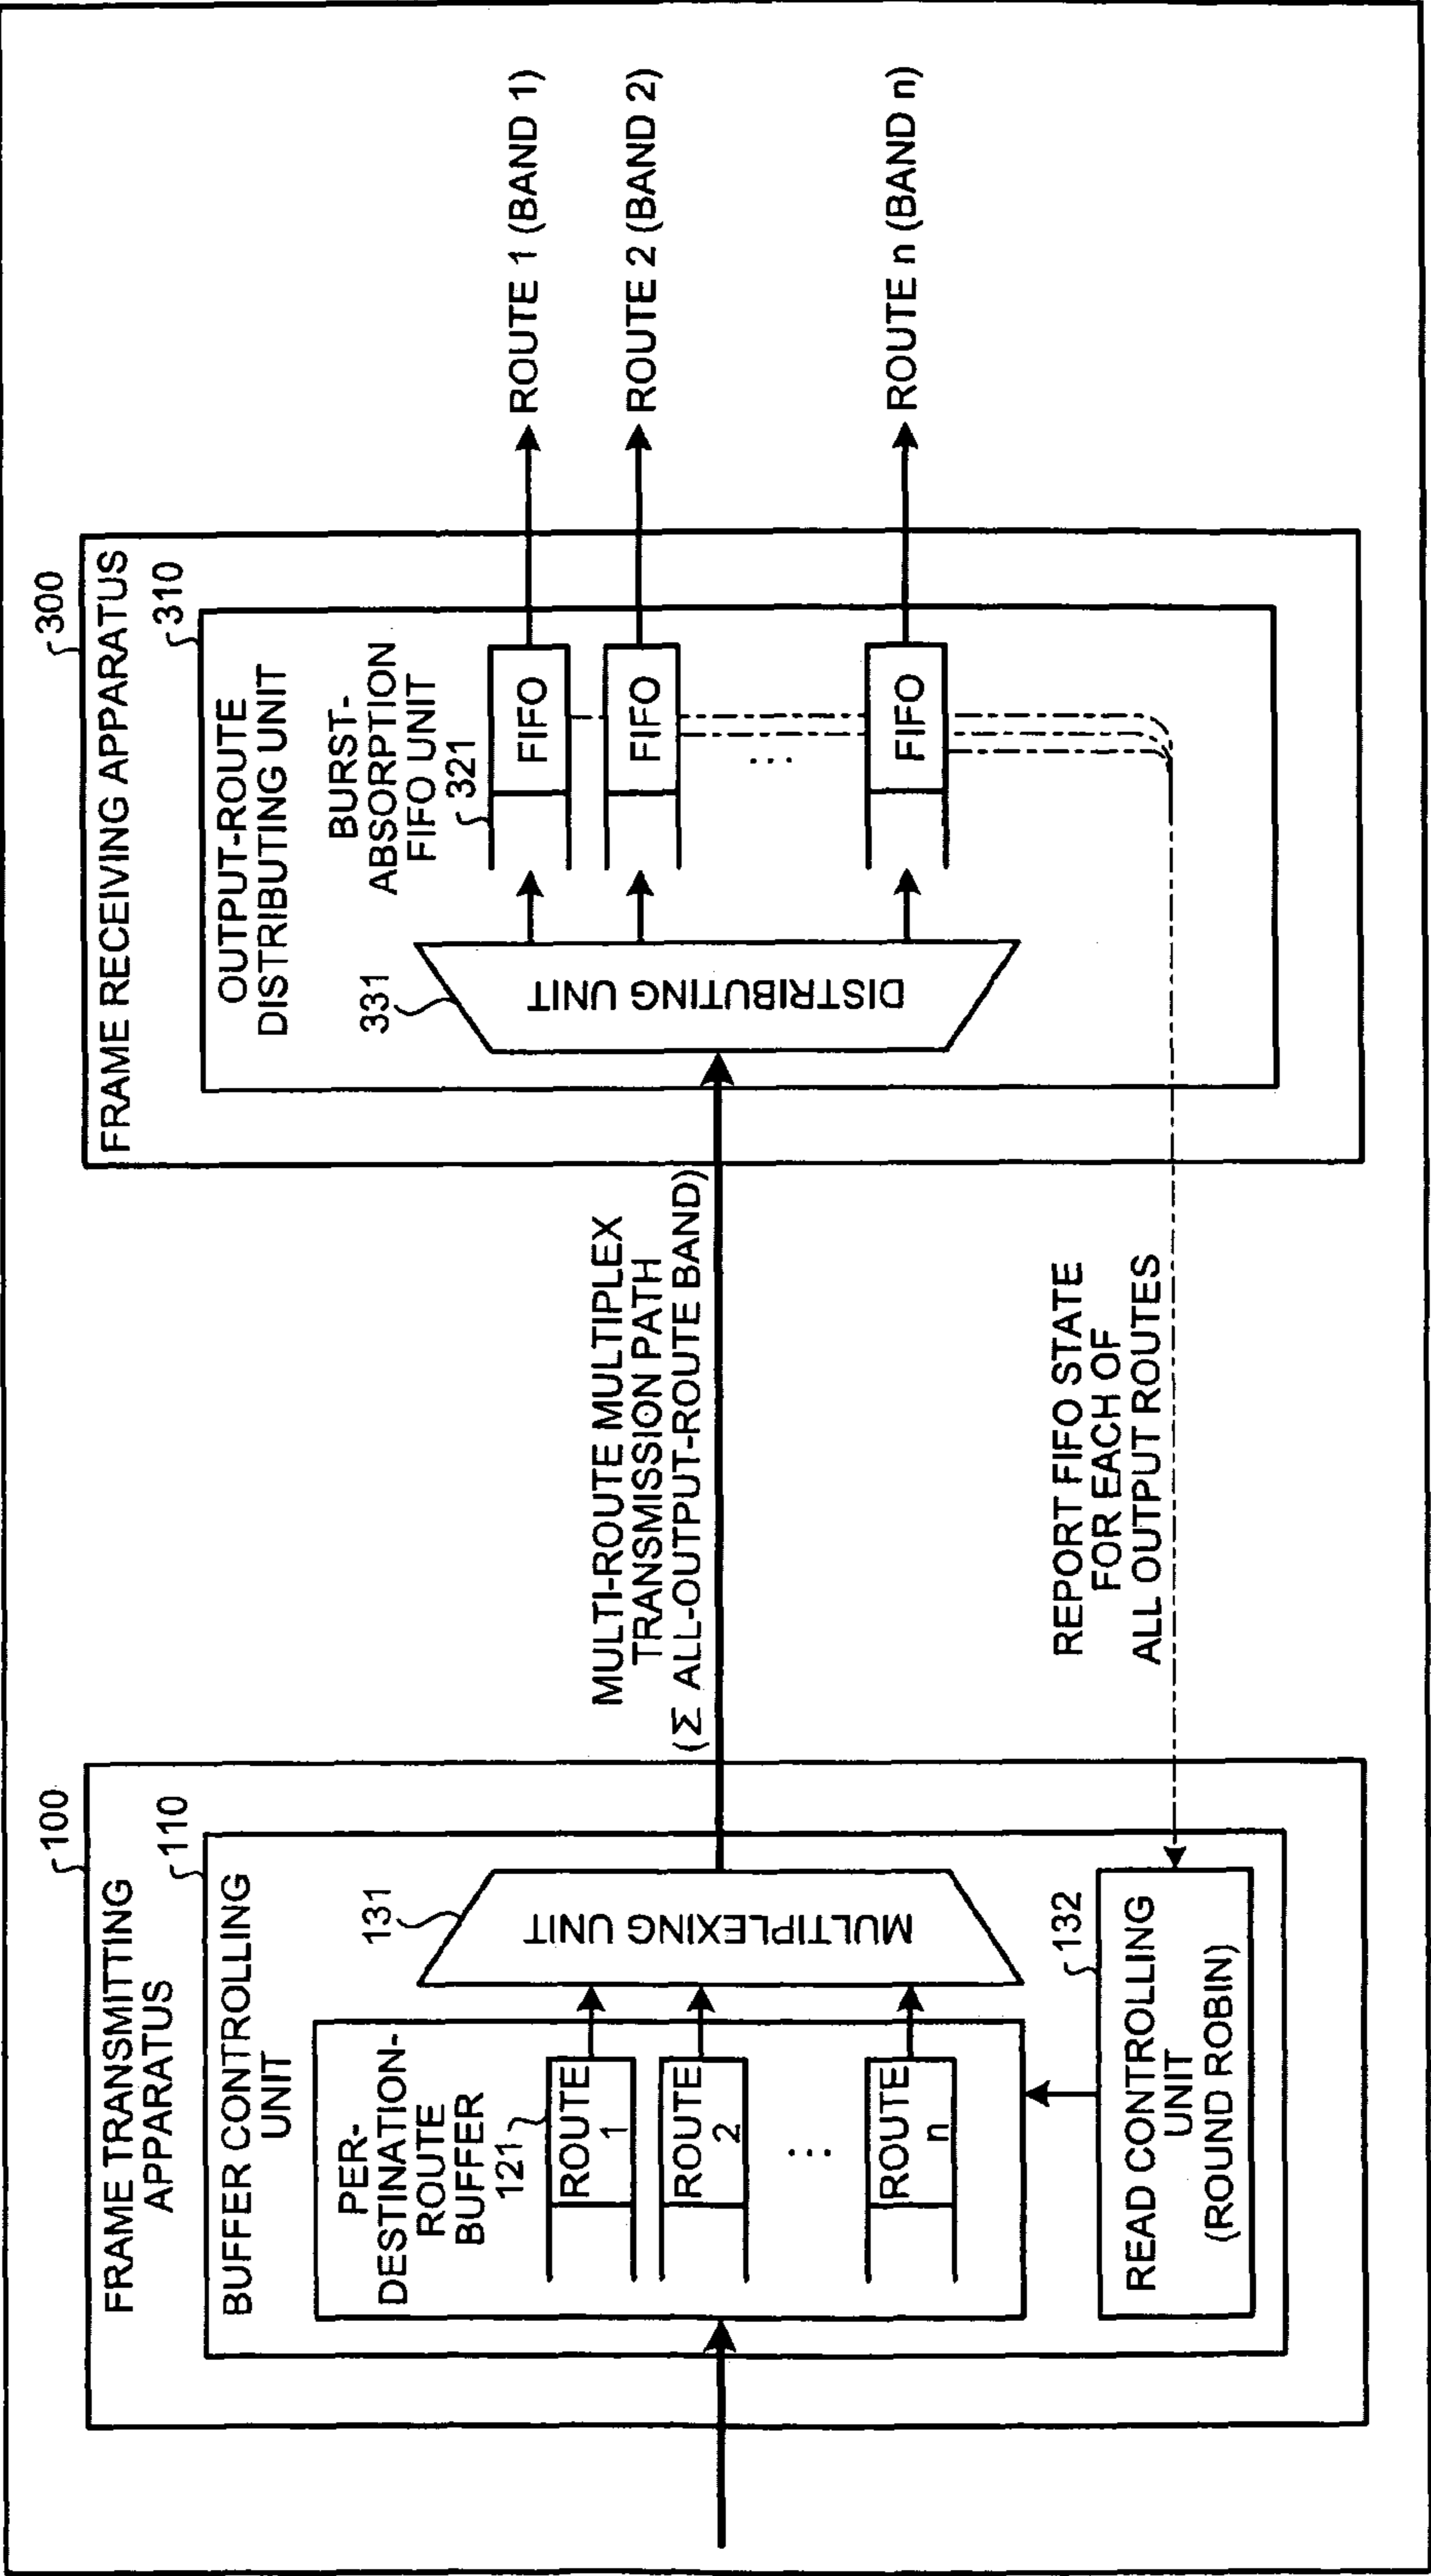 100
FRAME TRANSMITTING
APPARATUS
110
BUFFER CONTROLLING
UNIT
PER-
DESTINATION-
ROUTE
BUFFER
121
ROUTE
1
ROUTE
2
...
ROUTE
n
131
MULTIPLEXING UNIT
132
READ CONTROLLING
UNIT
(ROUND ROBIN)
MULTI-ROUTE MULTIPLEX
TRANSMISSION PATH
(Σ ALL-OUTPUT-ROUTE BAND)
REPORT FIFO STATE
FOR EACH OF
ALL OUTPUT ROUTES
300
FRAME RECEIVING APPARATUS
310
OUTPUT-ROUTE
DISTRIBUTING UNIT
331
DISTRIBUTING UNIT
BURST-
ABSORPTION
FIFO UNIT
321
FIFO
FIFO
...
FIFO
ROUTE 1 (BAND 1)
ROUTE 2 (BAND 2)
ROUTE n (BAND n)